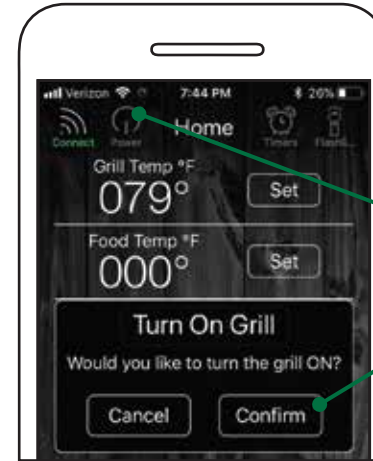 Verizon 7:44 PM 26%
Home
Connect Power Timers Flashli...
Grill Temp °F
079° Set
Food Temp °F
000° Set
Turn On Grill
Would you like to turn the grill ON?
Cancel Confirm